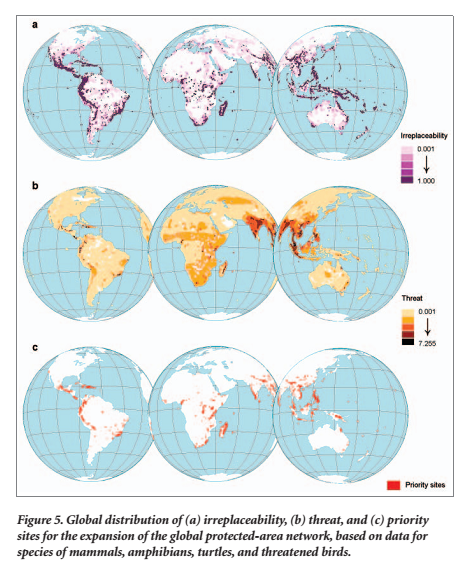 a
Irreplaceability
0.001
1.000
b
Threat
0.001
7.255
c
Priority sites
Figure 5. Global distribution of (a) irreplaceability, (b) threat, and (c) priority
sites for the expansion of the global protected-area network, based on data for
species of mammals, amphibians, turtles, and threatened birds.